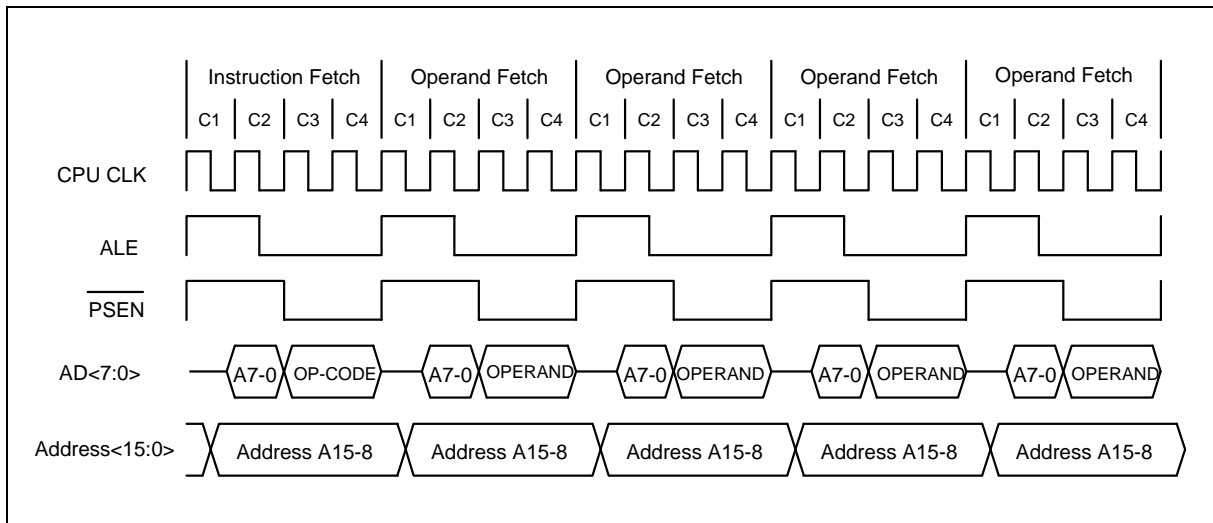 Instruction Fetch Operand Fetch Operand Fetch Operand Fetch Operand Fetch
C1 C2 C3 C4 C1 C2 C3 C4 C1 C2 C3 C4 C1 C2 C3 C4 C1 C2 C3 C4
CPU CLK
ALE
PSEN
AD<7:0> A7-0 OP-CODE A7-0 OPERAND A7-0 OPERAND A7-0 OPERAND A7-0 OPERAND
Address<15:0> Address A15-8 Address A15-8 Address A15-8 Address A15-8 Address A15-8